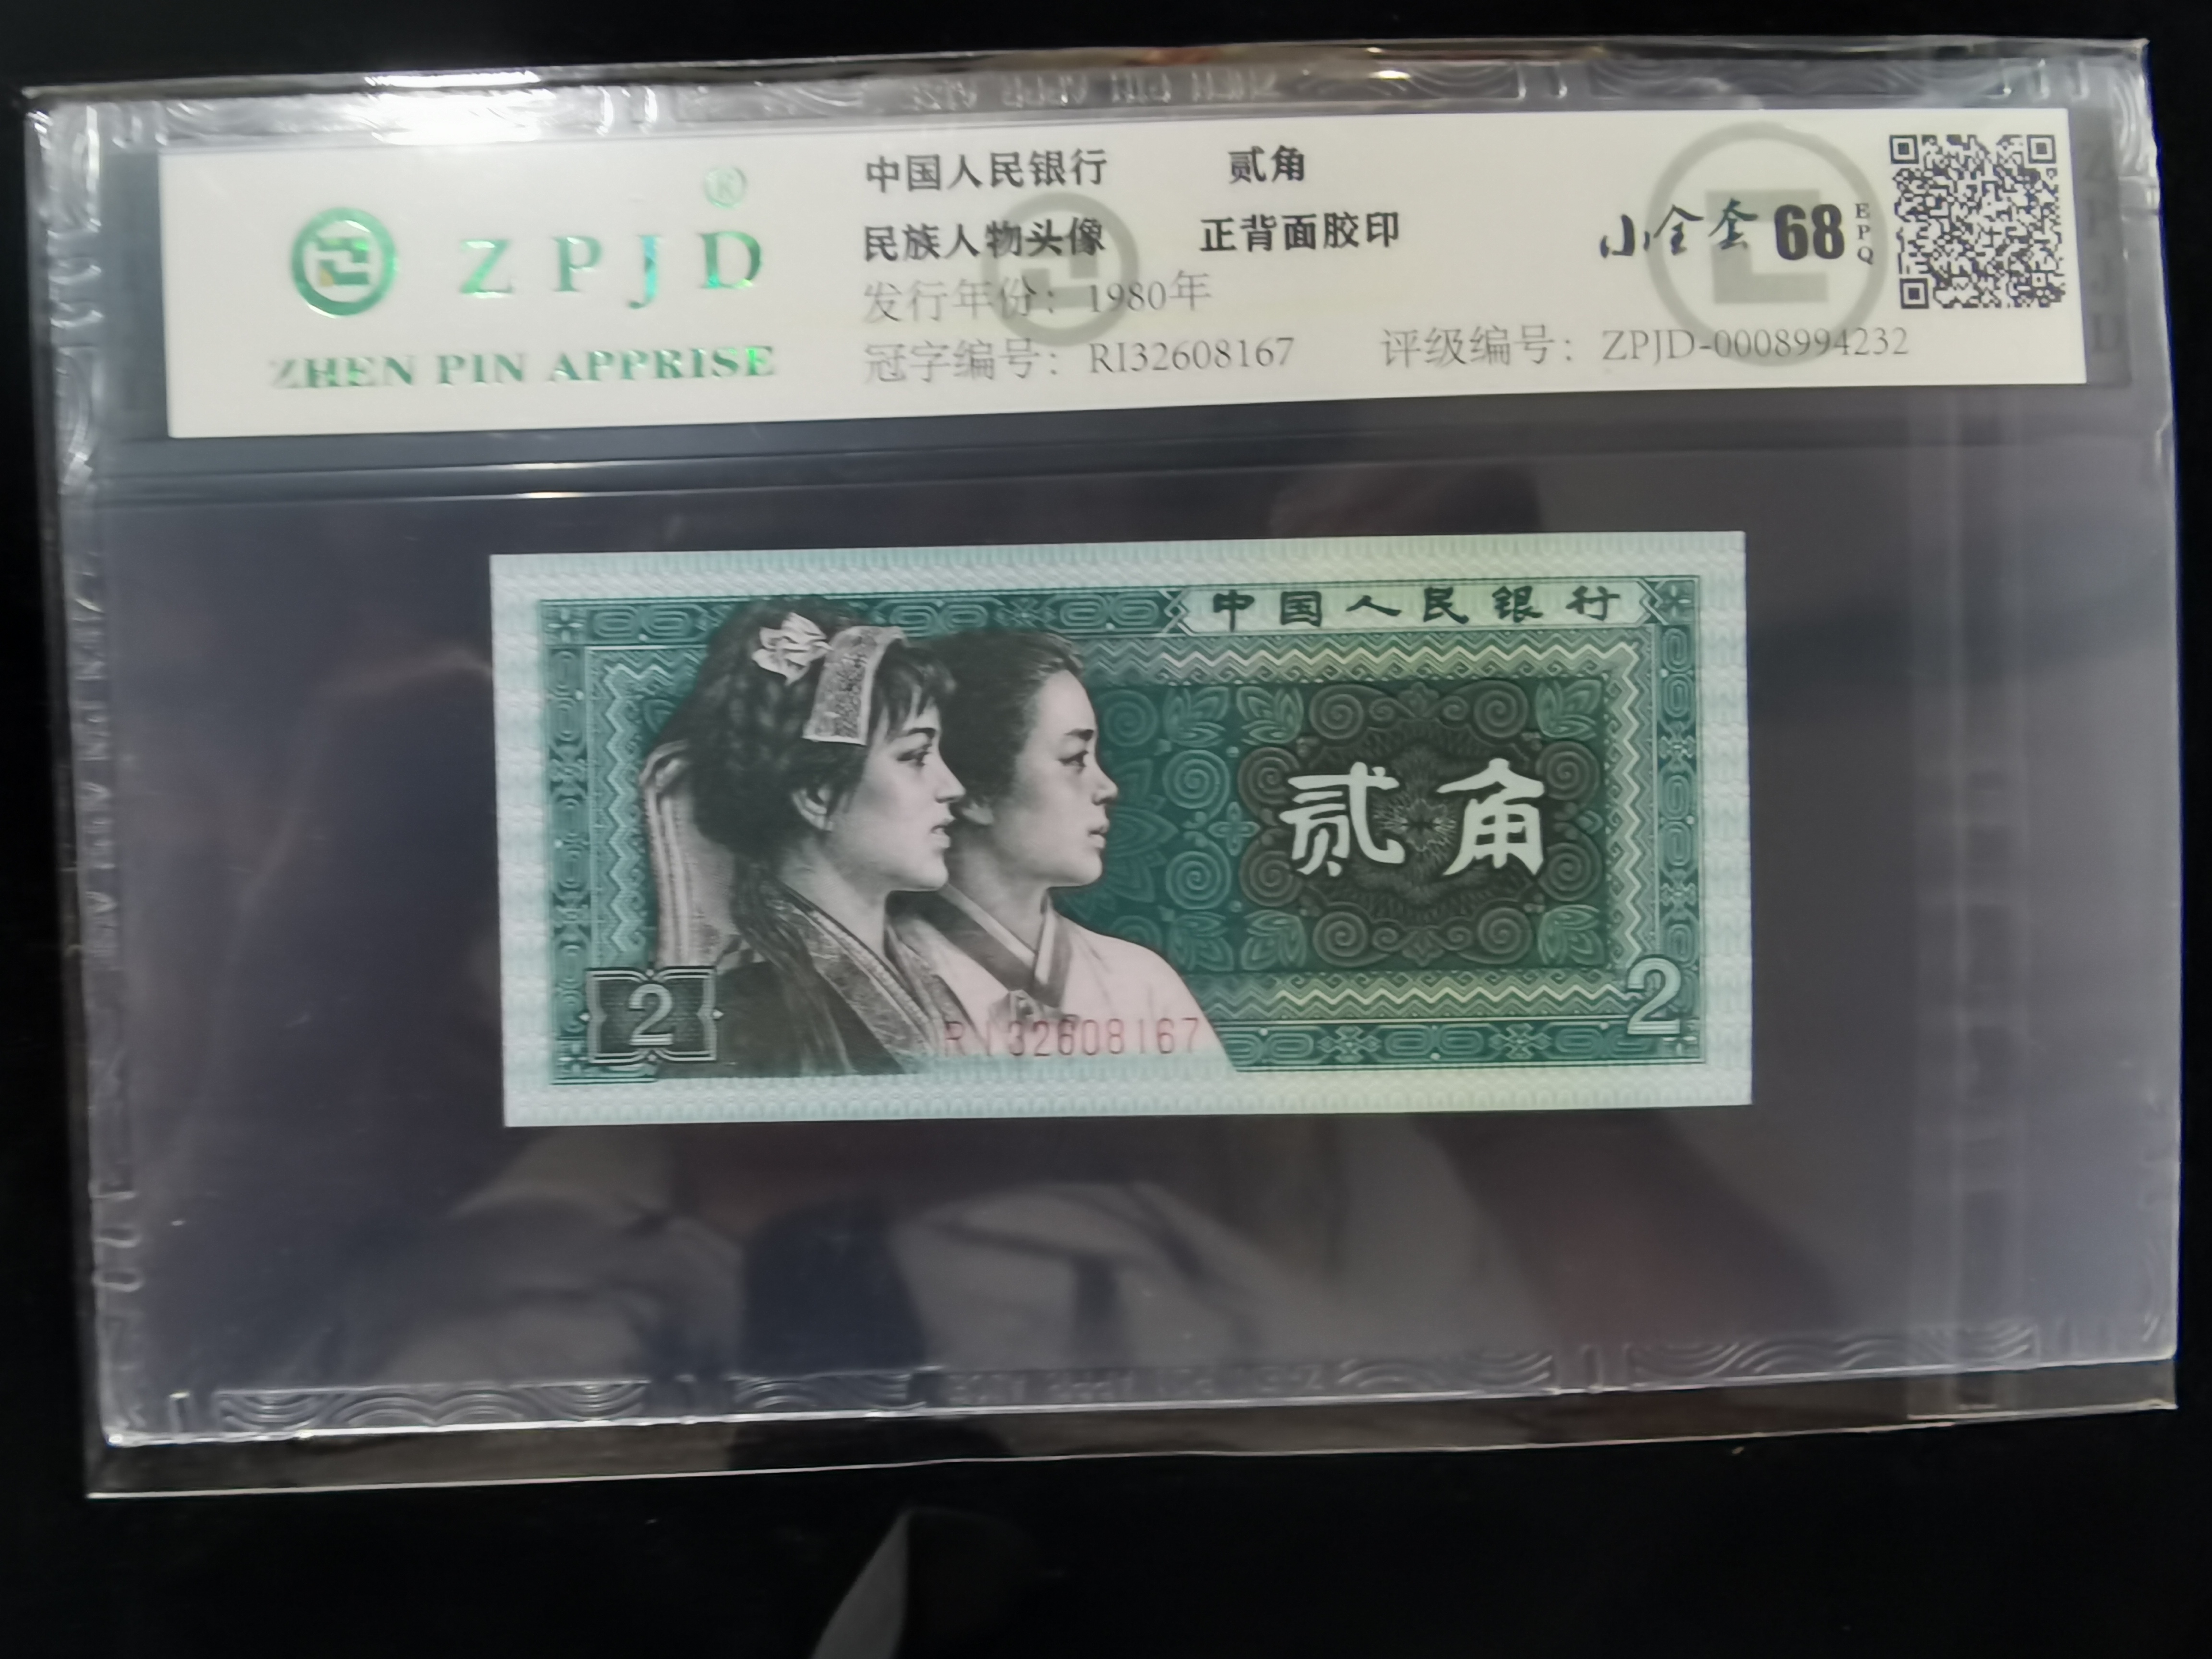 ZPJD®
ZHEN PIN APPRISE
中国人民银行 贰角
民族人物头像 正背面胶印
发行年份：1980年
冠字编号：RI32608167 评级编号：ZPJD-0008994232
小全套 68 EPQ
中国人民银行
贰角
2
2
RI32608167